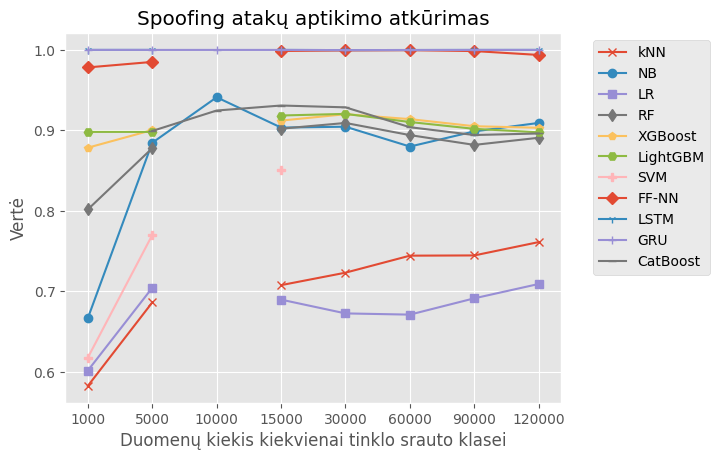 Spoofing atakų aptikimo atkūrimas
1.0
0.9
0.8
0.7
0.6
Vertė
1000
5000
10000
15000
30000
60000
90000
120000
Duomenų kiekis kiekvienai tinklo srauto klasei
kNN
NB
LR
RF
XGBoost
LightGBM
SVM
FF-NN
LSTM
GRU
CatBoost